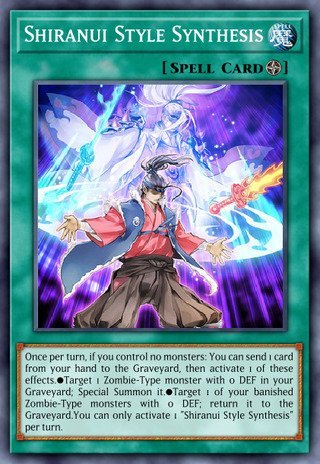 Shiranui Style Synthesis
魔
[Spell Card]
Once per turn, if you control no monsters: You can send 1 card
from your hand to the Graveyard, then activate 1 of these
effects.●Target 1 Zombie-Type monster with 0 DEF in your
Graveyard; Special Summon it.●Target 1 of your banished
Zombie-Type monsters with 0 DEF; return it to the
Graveyard.You can only activate 1 "Shiranui Style Synthesis"
per turn.